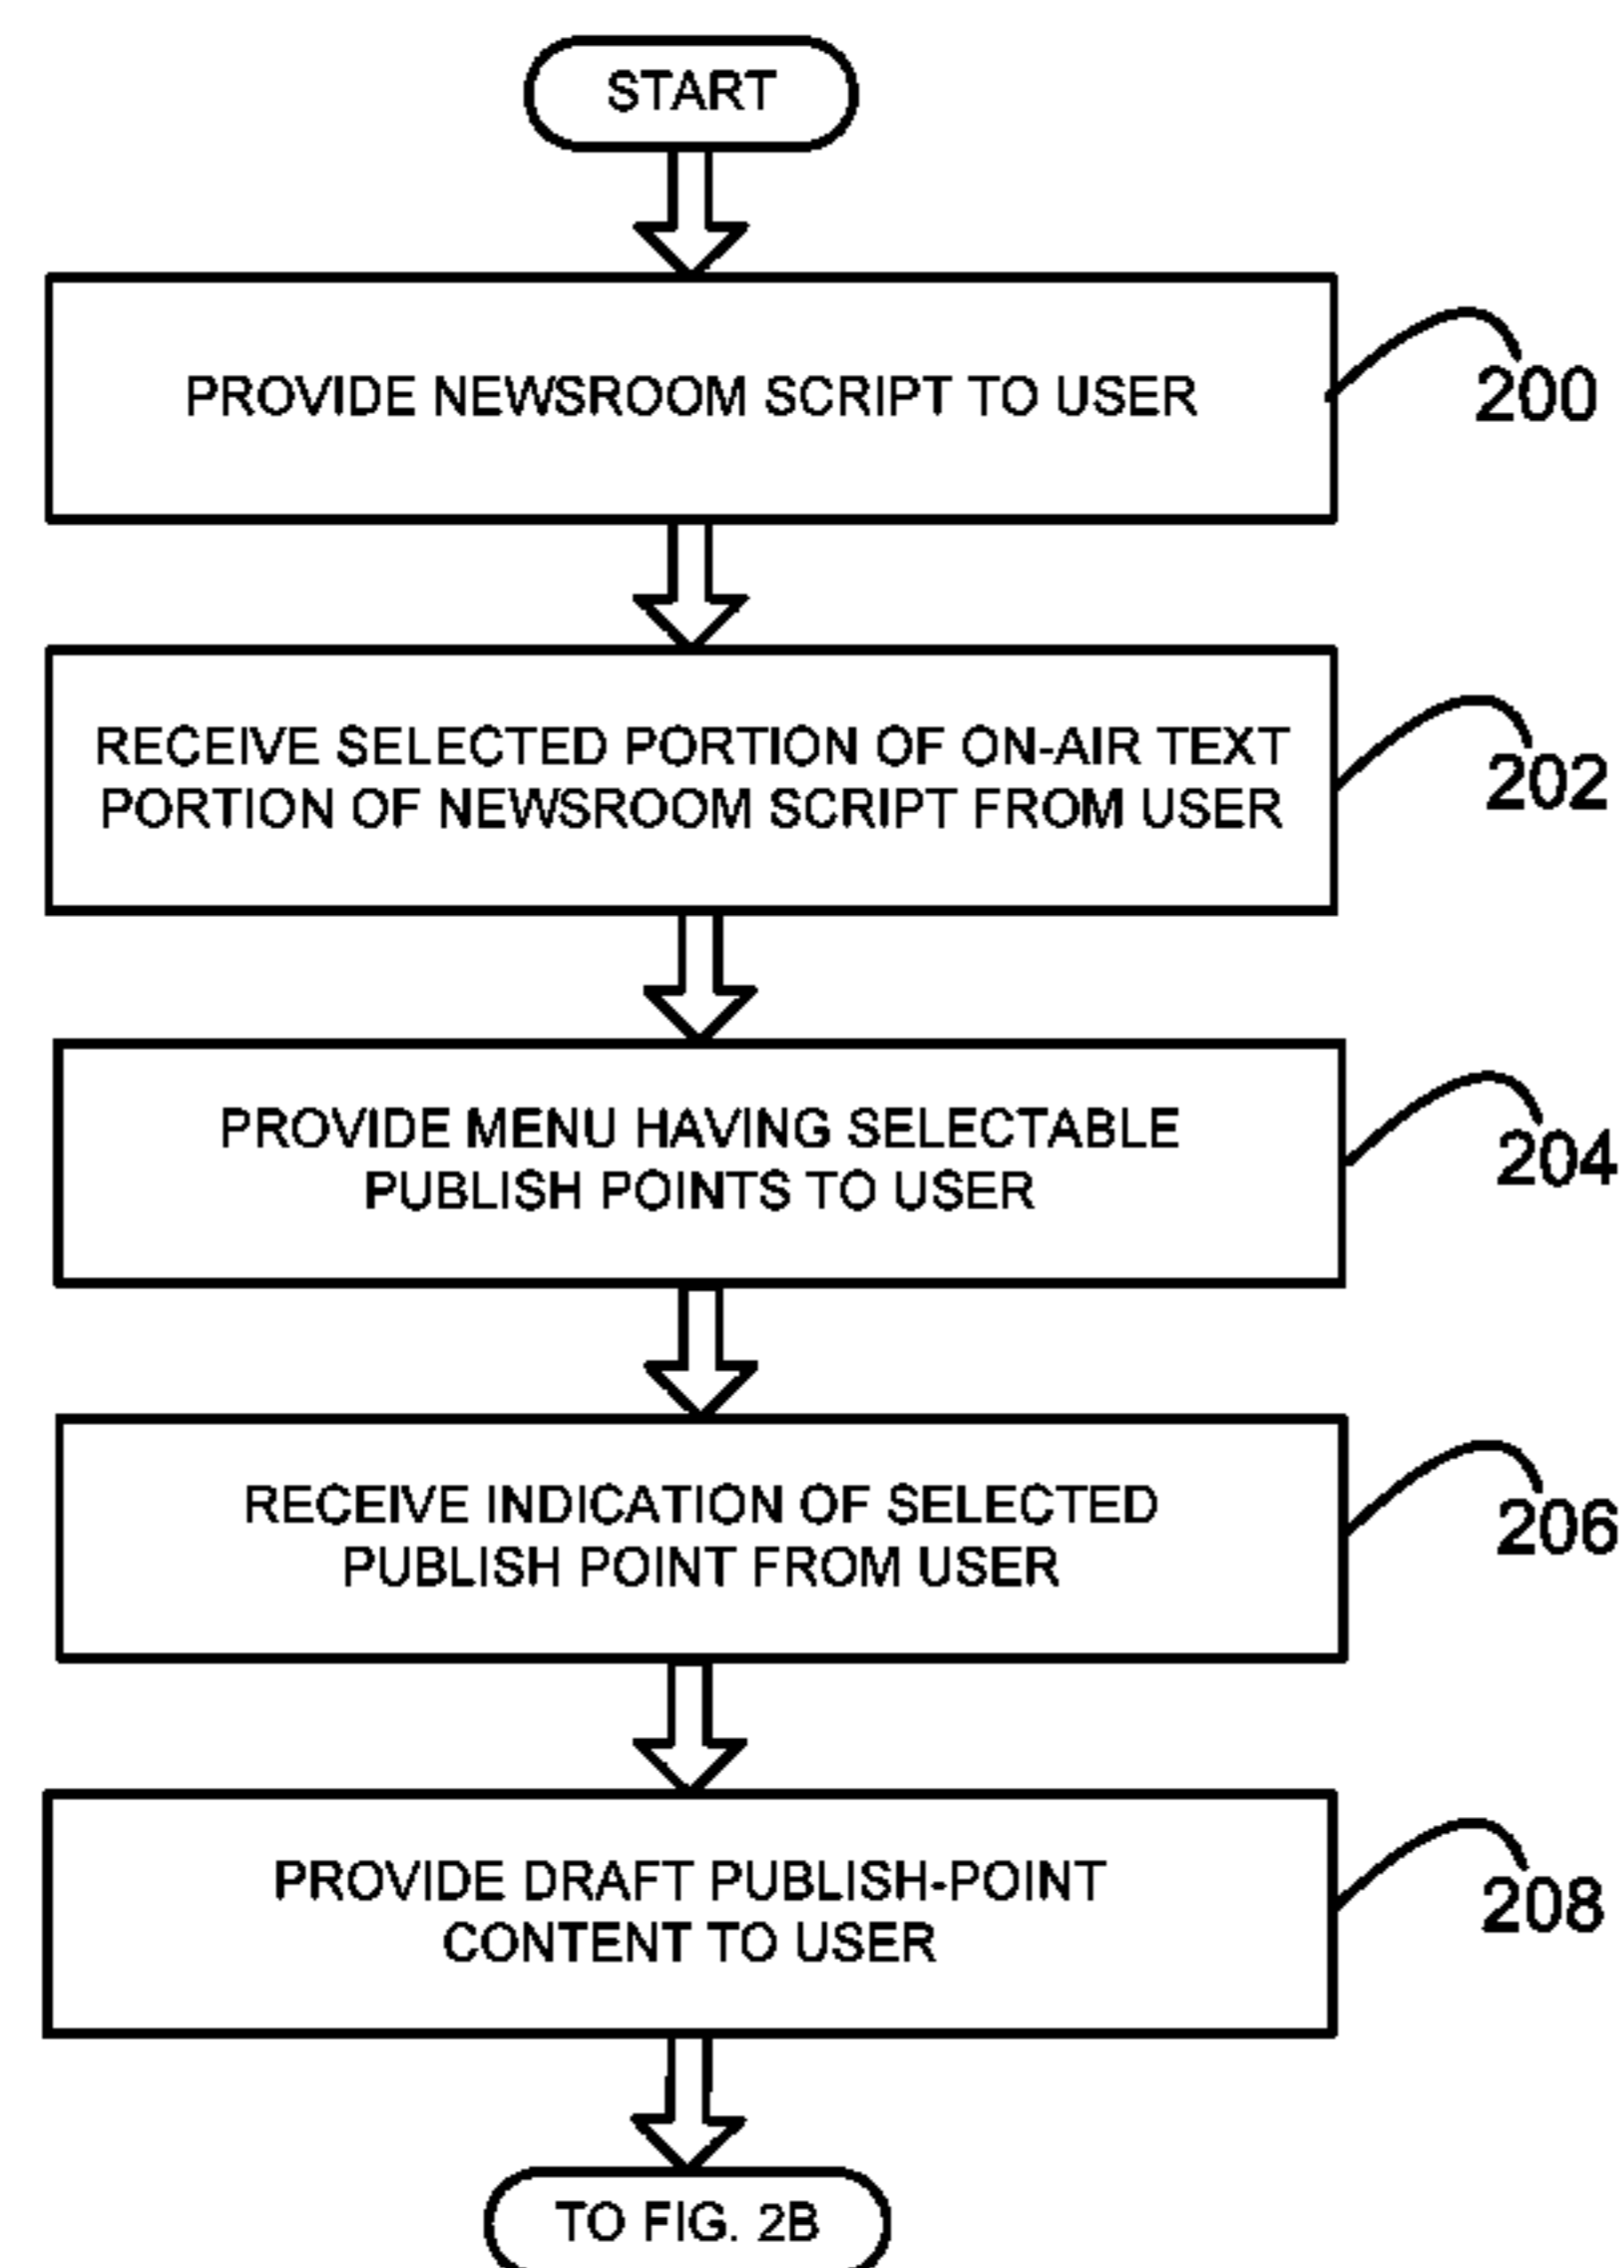 START
PROVIDE NEWSROOM SCRIPT TO USER
200
RECEIVE SELECTED PORTION OF ON-AIR TEXT
PORTION OF NEWSROOM SCRIPT FROM USER
202
PROVIDE MENU HAVING SELECTABLE
PUBLISH POINTS TO USER
204
RECEIVE INDICATION OF SELECTED
PUBLISH POINT FROM USER
206
PROVIDE DRAFT PUBLISH-POINT
CONTENT TO USER
208
TO FIG. 2B